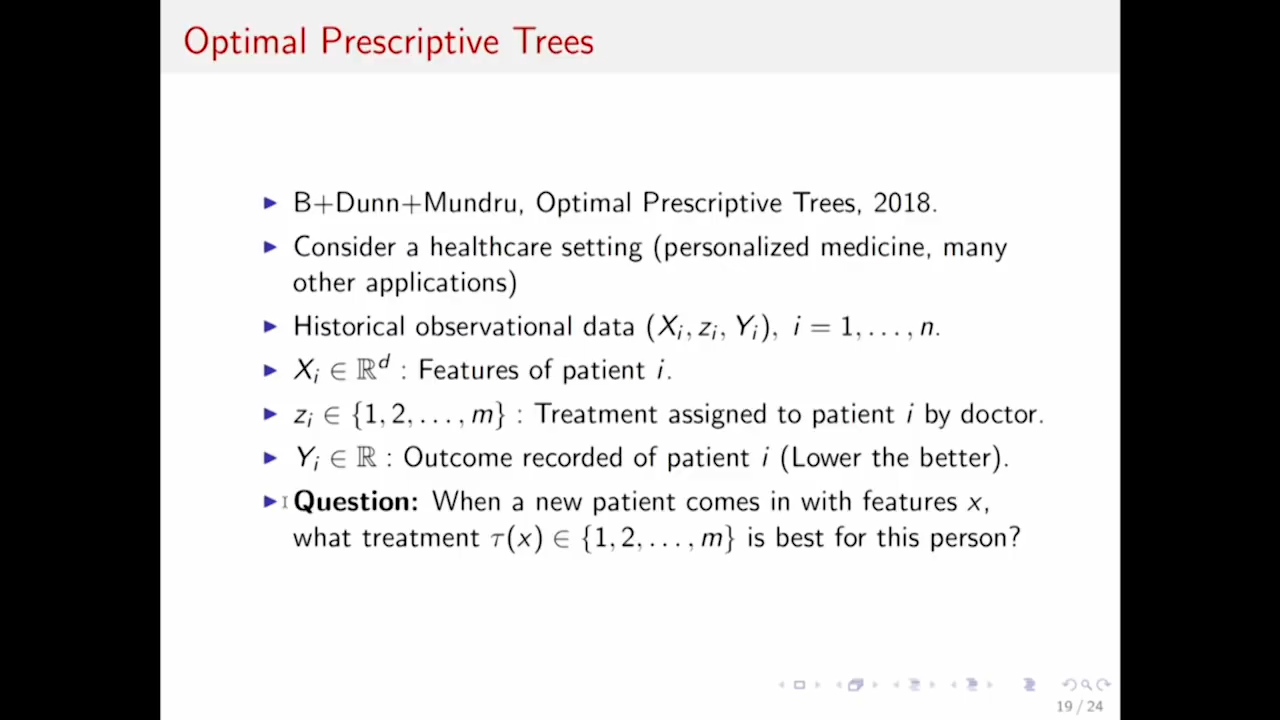 Optimal Prescriptive Trees
▶ B+Dunn+Mundru, Optimal Prescriptive Trees, 2018.
▶ Consider a healthcare setting (personalized medicine, many
other applications)
▶ Historical observational data (Xᵢ, zᵢ, Yᵢ), i = 1, . . . , n.
▶ Xᵢ ∈ ℝᵈ : Features of patient i.
▶ zᵢ ∈ {1, 2, . . . , m} : Treatment assigned to patient i by doctor.
▶ Yᵢ ∈ ℝ : Outcome recorded of patient i (Lower the better).
▶ Question: When a new patient comes in with features x,
what treatment τ(x) ∈ {1, 2, . . . , m} is best for this person?
19 / 24